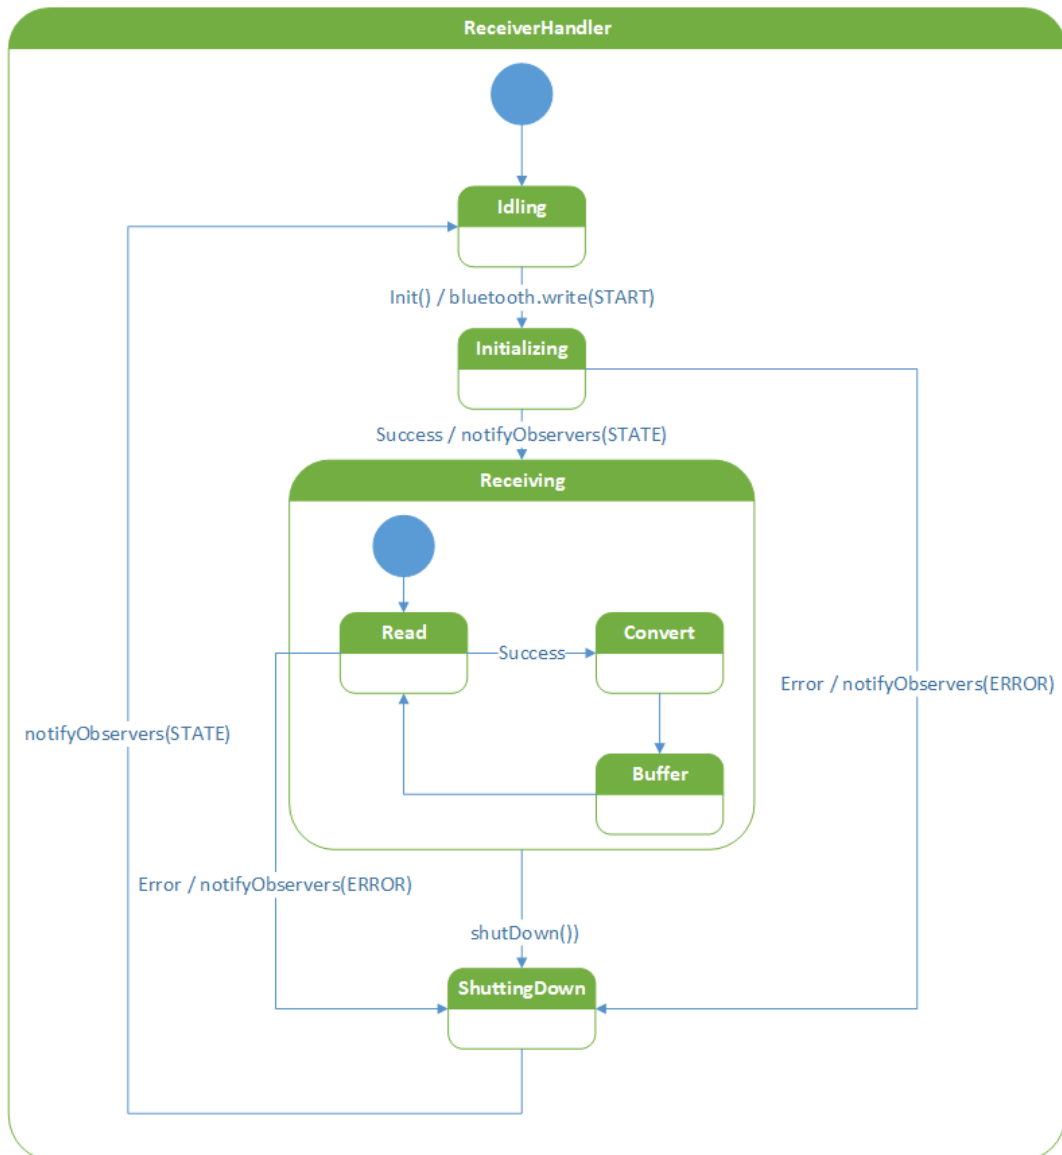 ReceiverHandler
Idling
Init() / bluetooth.write(START)
Initializing
Success / notifyObservers(STATE)
Receiving
Read
Convert
Success
Error / notifyObservers(ERROR)
notifyObservers(STATE)
Buffer
Error / notifyObservers(ERROR)
shutDown())
ShuttingDown